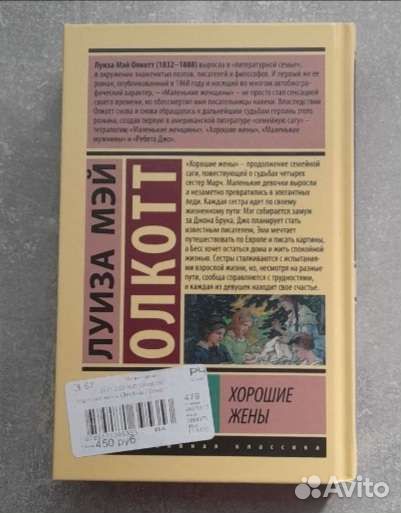 Луиза Мэй Олкотт (1832–1888) выросла в «литературной семье»,
в окружении знаменитых поэтов, писателей и философов. И первый же ее
роман, опубликованный в 1868 году и носящий во многом автобиогра-
фический характер, — «Маленькие женщины» — не просто стал сенсацией
своего времени, но обессмертил имя писательницы навеки. Впоследствии
Олкотт снова и снова обращалась к дальнейшим судьбам героинь этого
романа, создав первую в американской литературе «семейную сагу» –
тетралогию «Маленькие женщины», «Хорошие жены», «Маленькие
мужчины» и «Ребята Джо».
ЛУИЗА МЭЙ
ОЛКОТТ
«Хорошие жены» – продолжение семейной
саги, повествующей о судьбах четырех
сестер Марч. Маленькие девочки выросли
и незаметно превратились в элегантных
леди. Каждая сестра идет по своему
жизненному пути: Мэг собирается замуж
за Джона Брука, Джо планирует стать
известным писателем, Эми мечтает
путешествовать по Европе и писать картины,
а Бесс хочет остаться дома и жить спокойной
жизнью. Сестры сталкиваются с испытания-
ми взрослой жизни, но, несмотря на разные
пути, сообща справляются с трудностями,
и каждая из девушек находит свое счастье.
479
450 руб
ХОРОШИЕ
ЖЕНЫ
классика
Avito